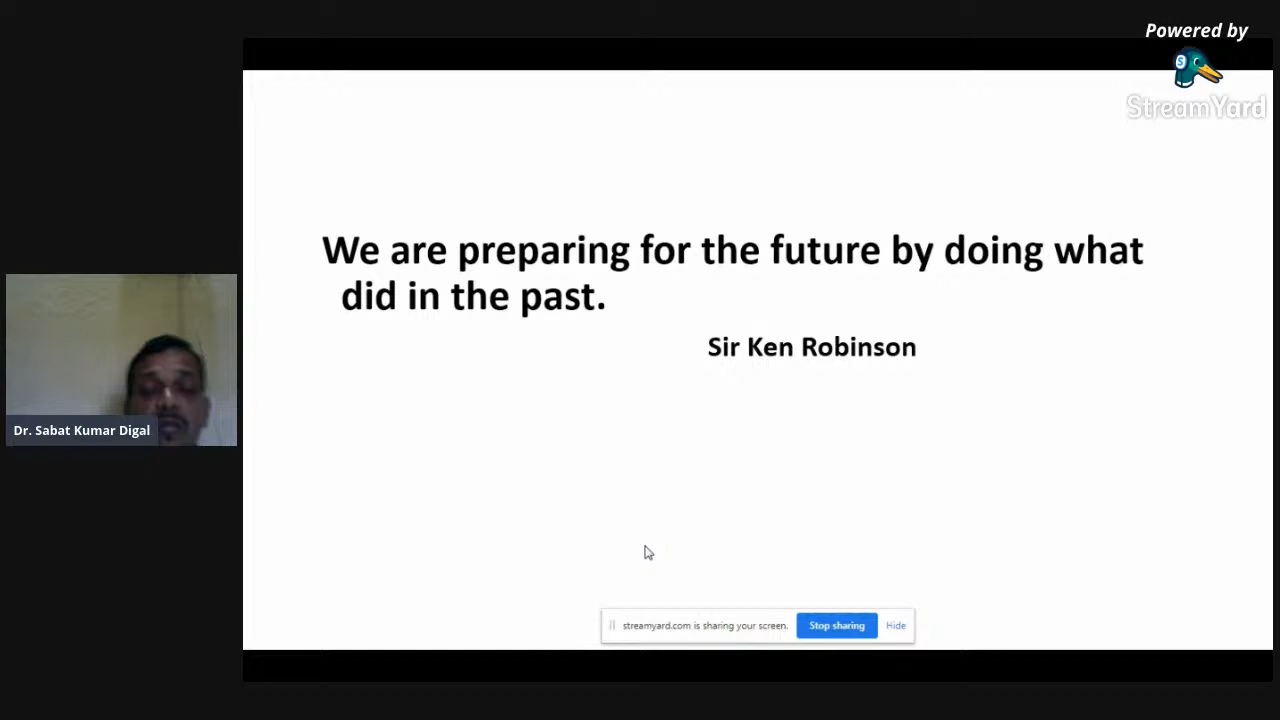 Powered by
StreamYard
We are preparing for the future by doing what
did in the past.
Sir Ken Robinson
Dr. Sabat Kumar Digal
streamyard.com is sharing your screen.
Stop sharing
Hide